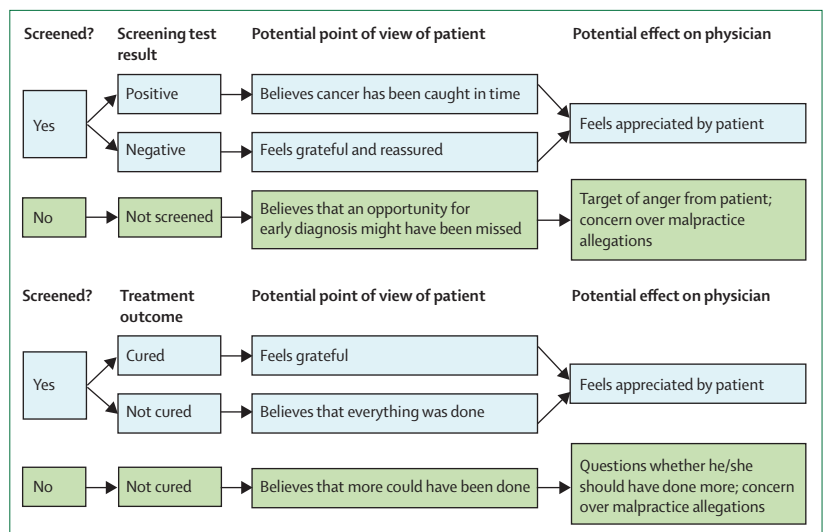 Screened?
Screening test
result
Potential point of view of patient
Potential effect on physician
Yes
Positive
Believes cancer has been caught in time
Negative
Feels grateful and reassured
Feels appreciated by patient
No
Not screened
Believes that an opportunity for
early diagnosis might have been missed
Target of anger from patient;
concern over malpractice
allegations
Screened?
Treatment
outcome
Potential point of view of patient
Potential effect on physician
Yes
Cured
Feels grateful
Not cured
Believes that everything was done
Feels appreciated by patient
No
Not cured
Believes that more could have been done
Questions whether he/she
should have done more; concern
over malpractice allegations